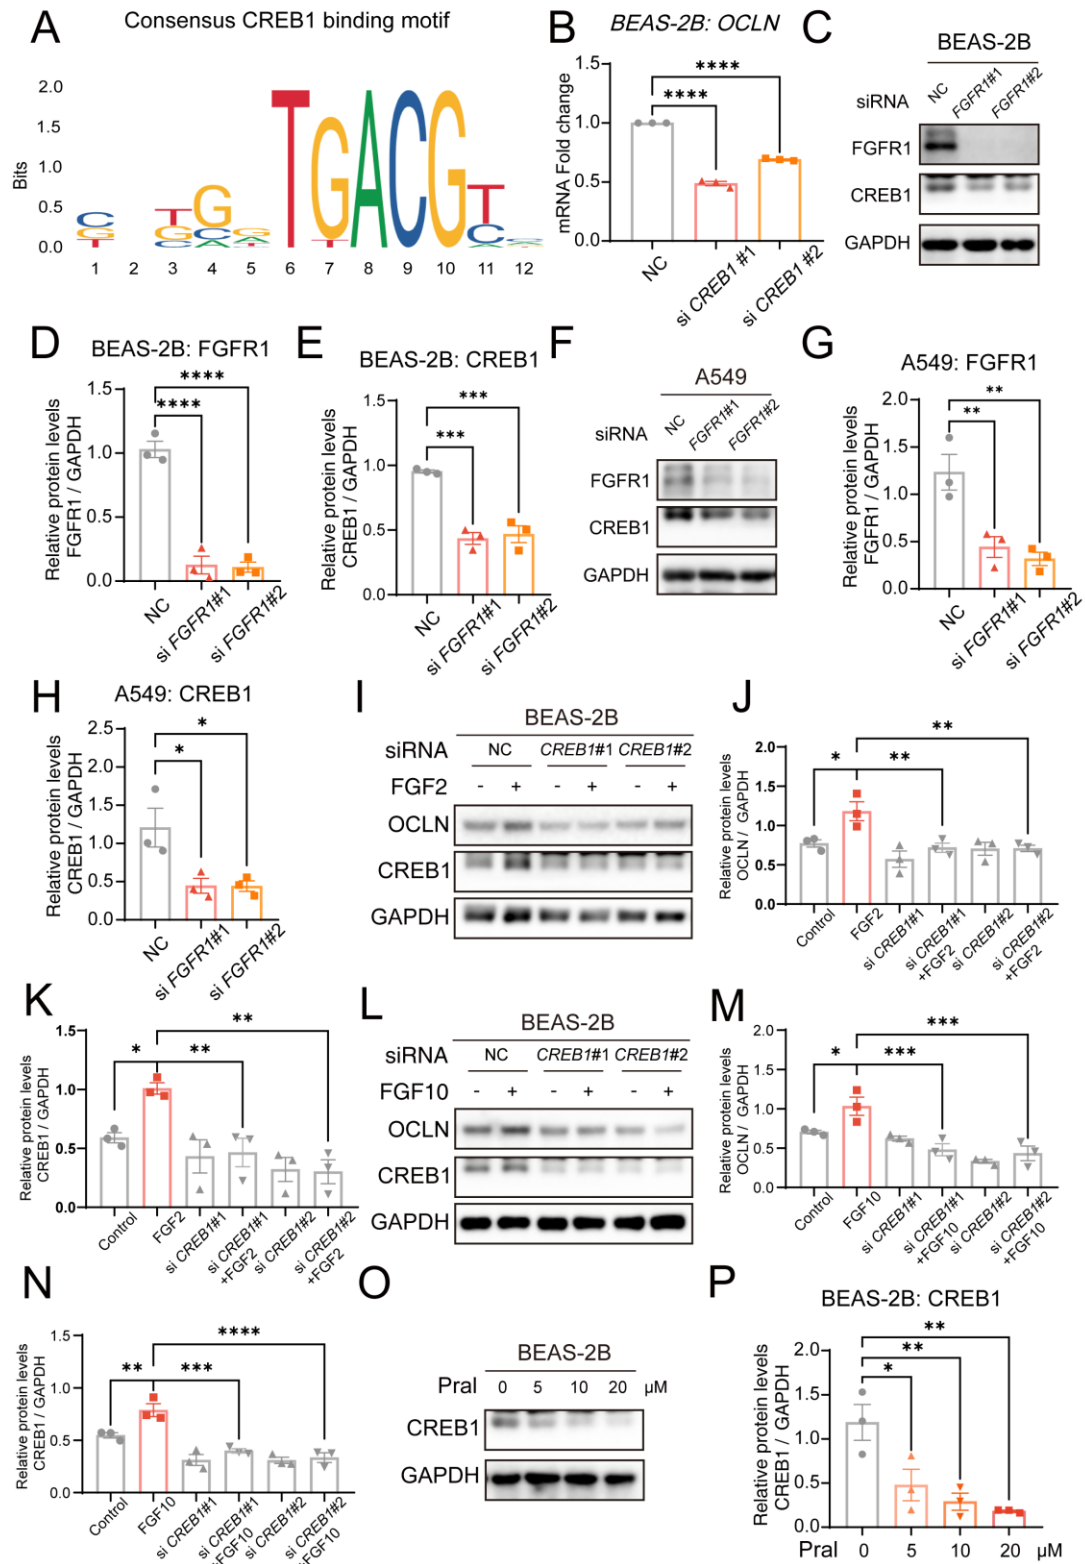 A
Consensus CREB1 binding motif
Bits
2.0
1.5
1.0
0.5
0.0
1 2 3 4 5 6 7 8 9 10 11 12
B
BEAS-2B: OCLN
mRNA Fold change
1.5
1.0
0.5
0.0
****
****
NC
si CREB1 #1
si CREB1 #2
C
BEAS-2B
siRNA
NC
FGFR1#1
FGFR1#2
FGFR1
CREB1
GAPDH
D
BEAS-2B: FGFR1
Relative protein levels
FGFR1 / GAPDH
1.5
1.0
0.5
0.0
****
****
NC
si FGFR1#1
si FGFR1#2
E
BEAS-2B: CREB1
Relative protein levels
CREB1 / GAPDH
1.5
1.0
0.5
0.0
***
***
NC
si FGFR1#1
si FGFR1#2
F
A549
siRNA
NC
FGFR1#1
FGFR1#2
FGFR1
CREB1
GAPDH
G
A549: FGFR1
Relative protein levels
FGFR1 / GAPDH
2.0
1.5
1.0
0.5
0.0
**
**
NC
si FGFR1#1
si FGFR1#2
H
A549: CREB1
Relative protein levels
CREB1 / GAPDH
2.5
2.0
1.5
1.0
0.5
0.0
*
*
NC
si FGFR1#1
si FGFR1#2
I
BEAS-2B
siRNA NC CREB1#1 CREB1#2
FGF2 - + - + - +
OCLN
CREB1
GAPDH
J
Relative protein levels
OCLN / GAPDH
2.0
1.5
1.0
0.5
0.0
**
* **
Control
FGF2
si CREB1#1
si CREB1#1
+FGF2
si CREB1#2
si CREB1#2
+FGF2
K
Relative protein levels
CREB1 / GAPDH
1.5
1.0
0.5
0.0
**
* **
Control
FGF2
si CREB1#1
si CREB1#1
+FGF2
si CREB1#2
si CREB1#2
+FGF2
L
BEAS-2B
siRNA NC CREB1#1 CREB1#2
FGF10 - + - + - +
OCLN
CREB1
GAPDH
M
Relative protein levels
OCLN / GAPDH
2.0
1.5
1.0
0.5
0.0
***
* ***
Control
FGF10
si CREB1#1
si CREB1#1
+FGF10
si CREB1#2
si CREB1#2
+FGF10
N
Relative protein levels
CREB1 / GAPDH
1.5
1.0
0.5
0.0
****
** ***
Control
FGF10
si CREB1#1
si CREB1#1
+FGF10
si CREB1#2
si CREB1#2
+FGF10
O
BEAS-2B
Pral 0 5 10 20 μM
CREB1
GAPDH
P
BEAS-2B: CREB1
Relative protein levels
CREB1 / GAPDH
2.0
1.5
1.0
0.5
0.0
**
**
*
Pral 0 5 10 20 μM